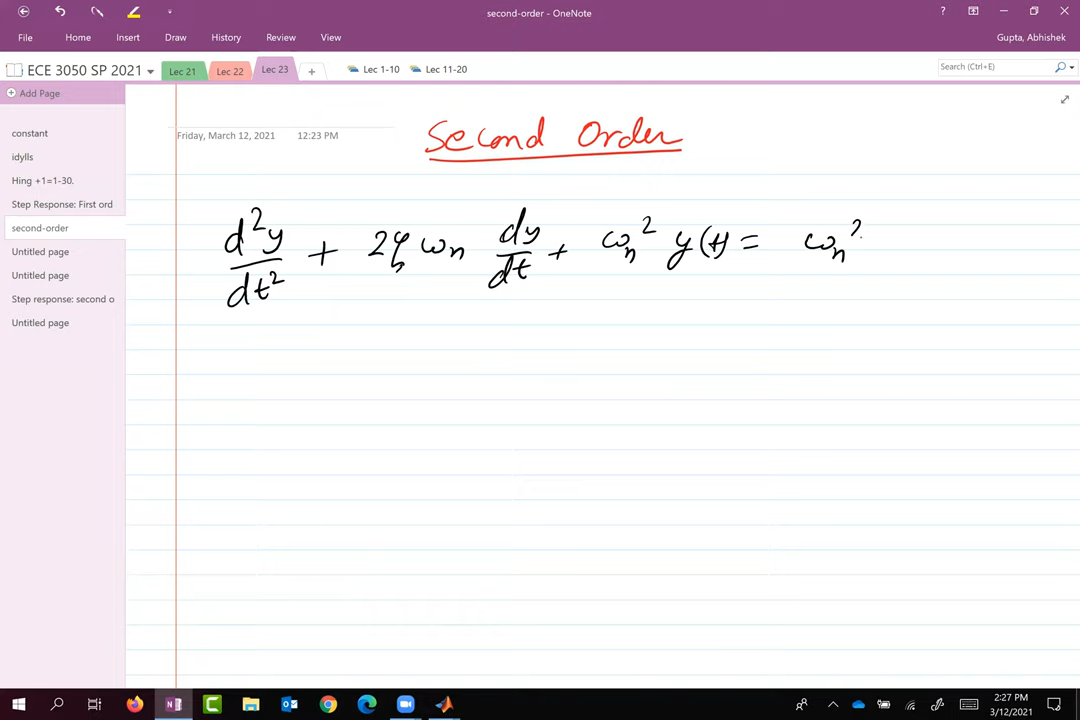 second-order - OneNote
File Home Insert Draw History Review View
Gupta, Abhishek
ECE 3050 SP 2021
Lec 21
Lec 22
Lec 23
Lec 1-10
Lec 11-20
Search (Ctrl+E)
Add Page
constant
idylls
Hing +1=1-30.
Step Response: First ord
second-order
Untitled page
Untitled page
Step response: second o
Untitled page
Friday, March 12, 2021 12:23 PM
Second Order
d²y/dt² + 2ζωn dy/dt + ωn² y(t) = ωn²
2:27 PM
3/12/2021